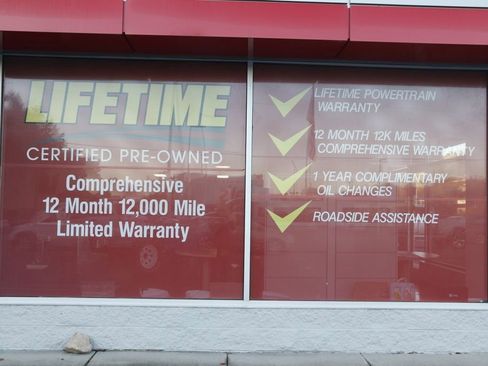 LIFETIME
CERTIFIED PRE-OWNED
Comprehensive
12 Month 12,000 Mile
Limited Warranty
LIFETIME POWERTRAIN
WARRANTY
12 MONTH 12K MILES
COMPREHENSIVE WARRANTY
1 YEAR COMPLIMENTARY
OIL CHANGES
ROADSIDE ASSISTANCE